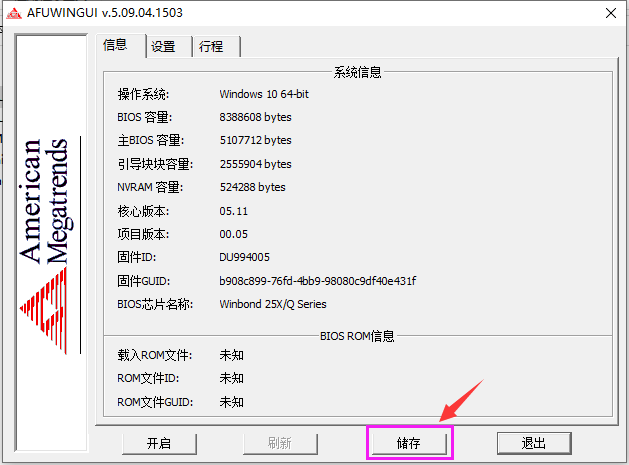 AFUWINGUI v.5.09.04.1503
American
Megatrends
信息 设置 行程
系统信息
操作系统: Windows 10 64-bit
BIOS 容量: 8388608 bytes
主BIOS 容量: 5107712 bytes
引导块块容量: 2555904 bytes
NVRAM 容量: 524288 bytes
核心版本: 05.11
项目版本: 00.05
固件ID: DU994005
固件GUID: b908c899-76fd-4bb9-98080c9df40e431f
BIOS芯片名称: Winbond 25X/Q Series
BIOS ROM信息
载入ROM文件: 未知
ROM文件ID: 未知
ROM文件GUID: 未知
开启 刷新 储存 退出